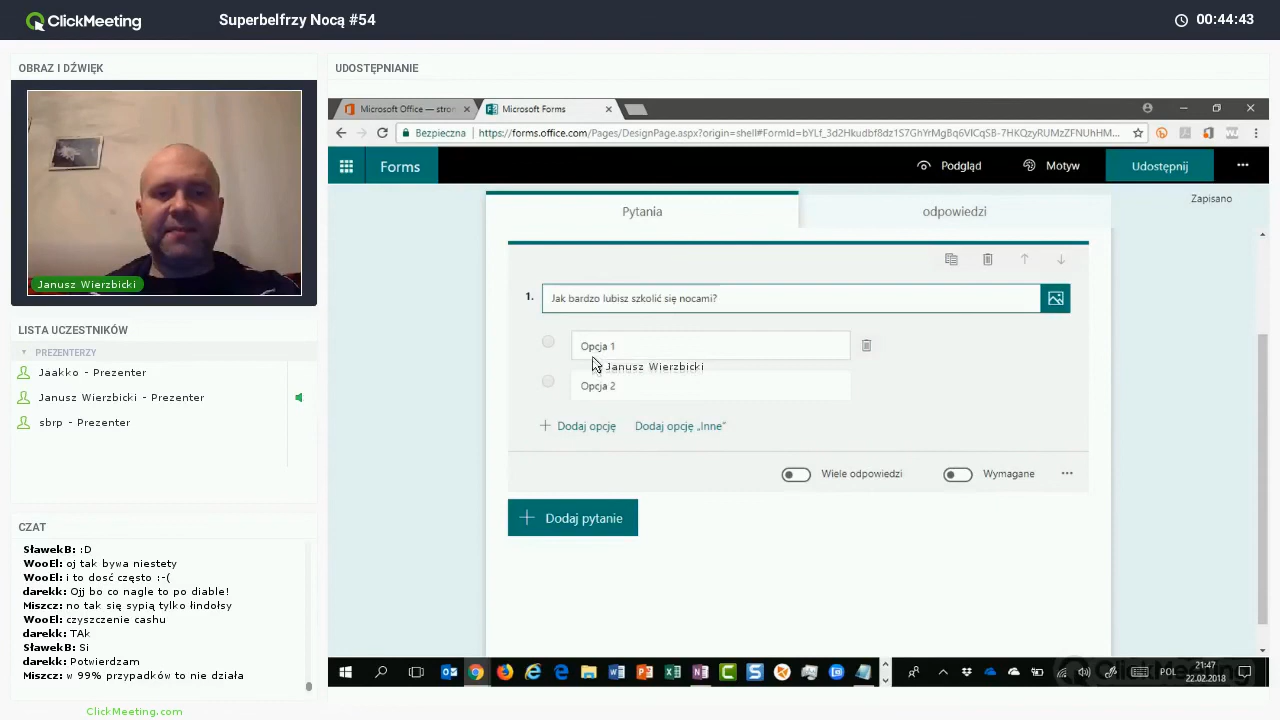 ClickMeeting
Superbelfrzy Nocą #54
00:44:43
OBRAZ I DŹWIĘK
Janusz Wierzbicki
LISTA UCZESTNIKÓW
PREZENTERZY
Jaakko - Prezenter
Janusz Wierzbicki - Prezenter
sbrp - Prezenter
CZAT
SławekB: :D
WooEl: oj tak bywa niestety
WooEl: i to dość często :-(
darekk: Ojj bo co nagle to po diable!
Miszcz: no tak się sypią tylko łindołsy
WooEl: czyszczenie cashu
darekk: TAk
SławekB: Si
darekk: Potwierdzam
Miszcz: w 99% przypadków to nie działa
ClickMeeting.com
UDOSTĘPNIANIE
Microsoft Office — stron
Microsoft Forms
Bezpieczna
Forms
Podgląd
Motyw
Udostępnij
Pytania
odpowiedzi
Zapisano
1.
Jak bardzo lubisz szkolić się nocami?
Opcja 1
Janusz Wierzbicki
Opcja 2
Dodaj opcję
Dodaj opcję „Inne"
Wiele odpowiedzi
Wymagane
Dodaj pytanie
POL
21:47
22.02.2018
ClickMeeting